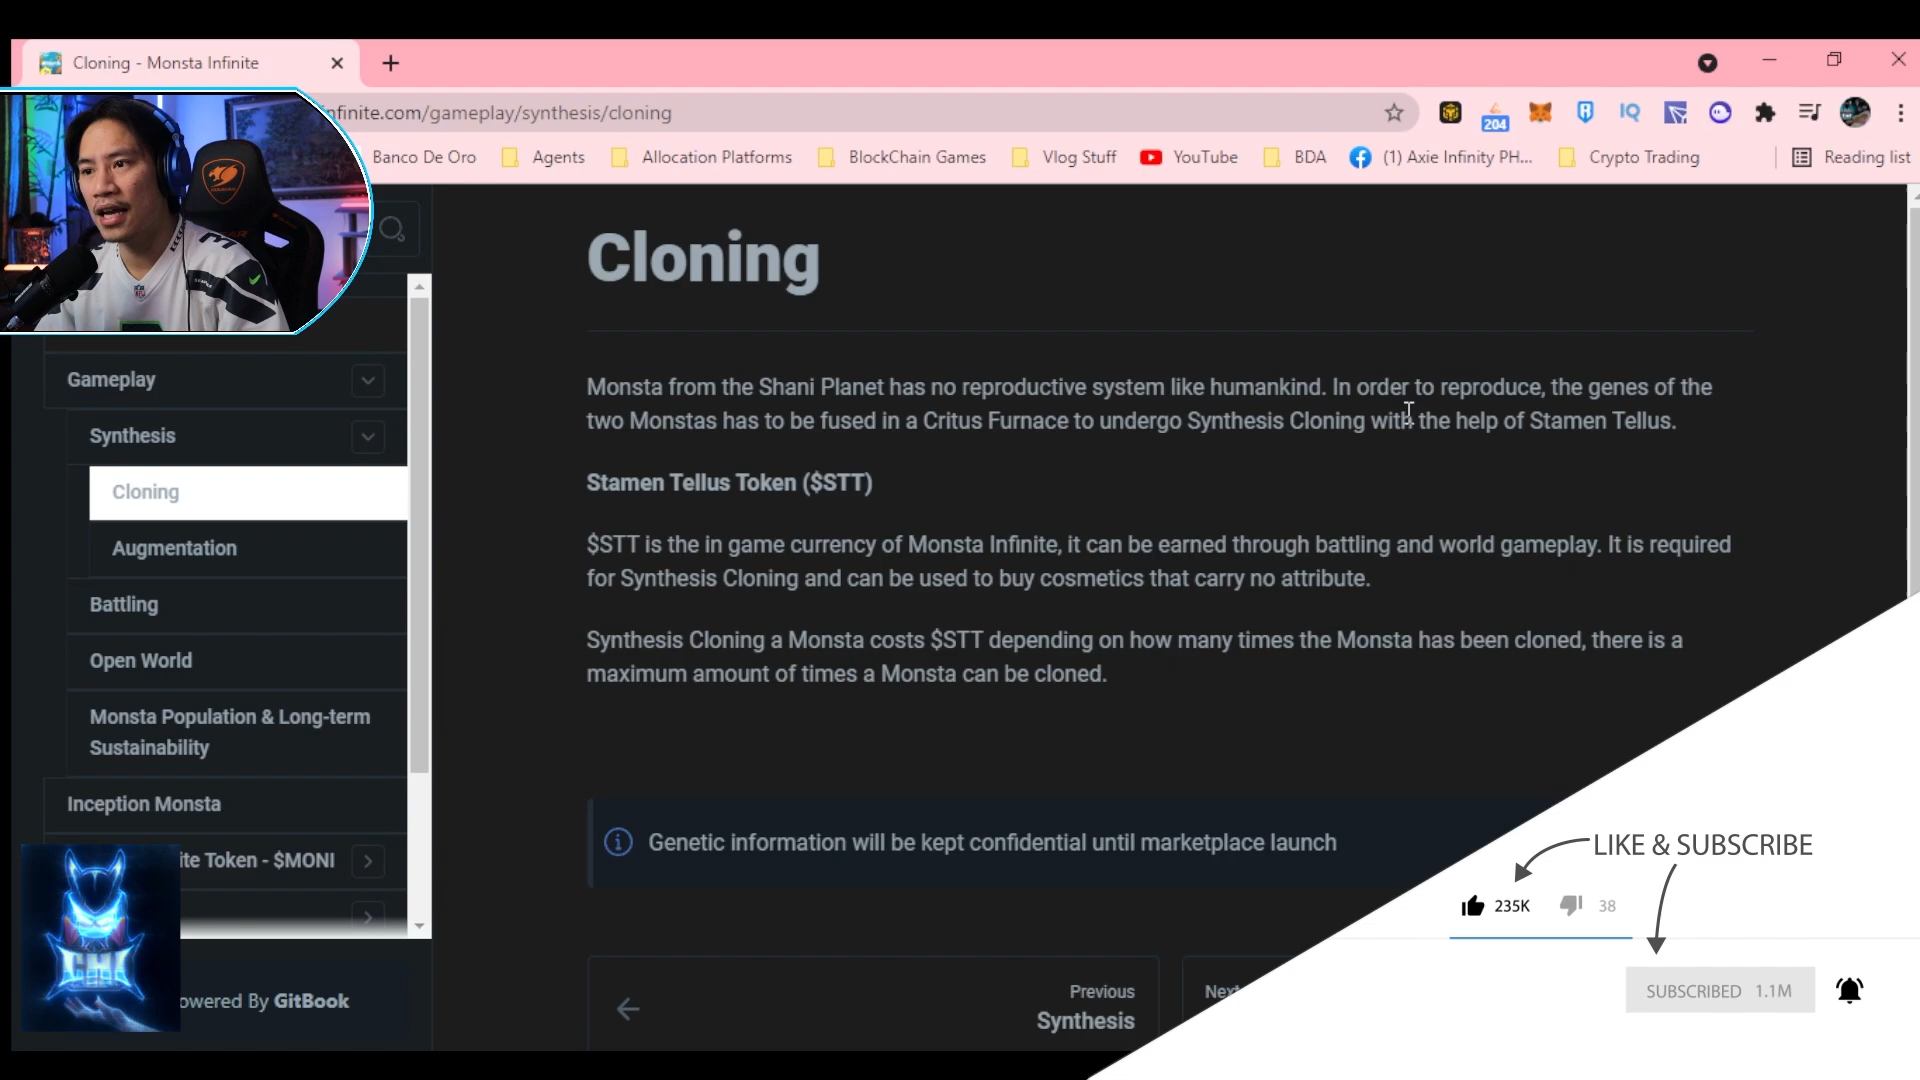 Cloning - Monsta Infinite
nfinite.com/gameplay/synthesis/cloning
204
IQ
Banco De Oro
Agents
Allocation Platforms
BlockChain Games
Vlog Stuff
YouTube
BDA
(1) Axie Infinity PH...
Crypto Trading
Reading list
Gameplay
Synthesis
Cloning
Augmentation
Battling
Open World
Monsta Population & Long-term
Sustainability
Inception Monsta
ite Token - $MONI
owered By GitBook
Cloning
Monsta from the Shani Planet has no reproductive system like humankind. In order to reproduce, the genes of the
two Monstas has to be fused in a Critus Furnace to undergo Synthesis Cloning with the help of Stamen Tellus.
Stamen Tellus Token ($STT)
$STT is the in game currency of Monsta Infinite, it can be earned through battling and world gameplay. It is required
for Synthesis Cloning and can be used to buy cosmetics that carry no attribute.
Synthesis Cloning a Monsta costs $STT depending on how many times the Monsta has been cloned, there is a
maximum amount of times a Monsta can be cloned.
Genetic information will be kept confidential until marketplace launch
Previous
Synthesis
Next
LIKE & SUBSCRIBE
235K
38
SUBSCRIBED 1.1M